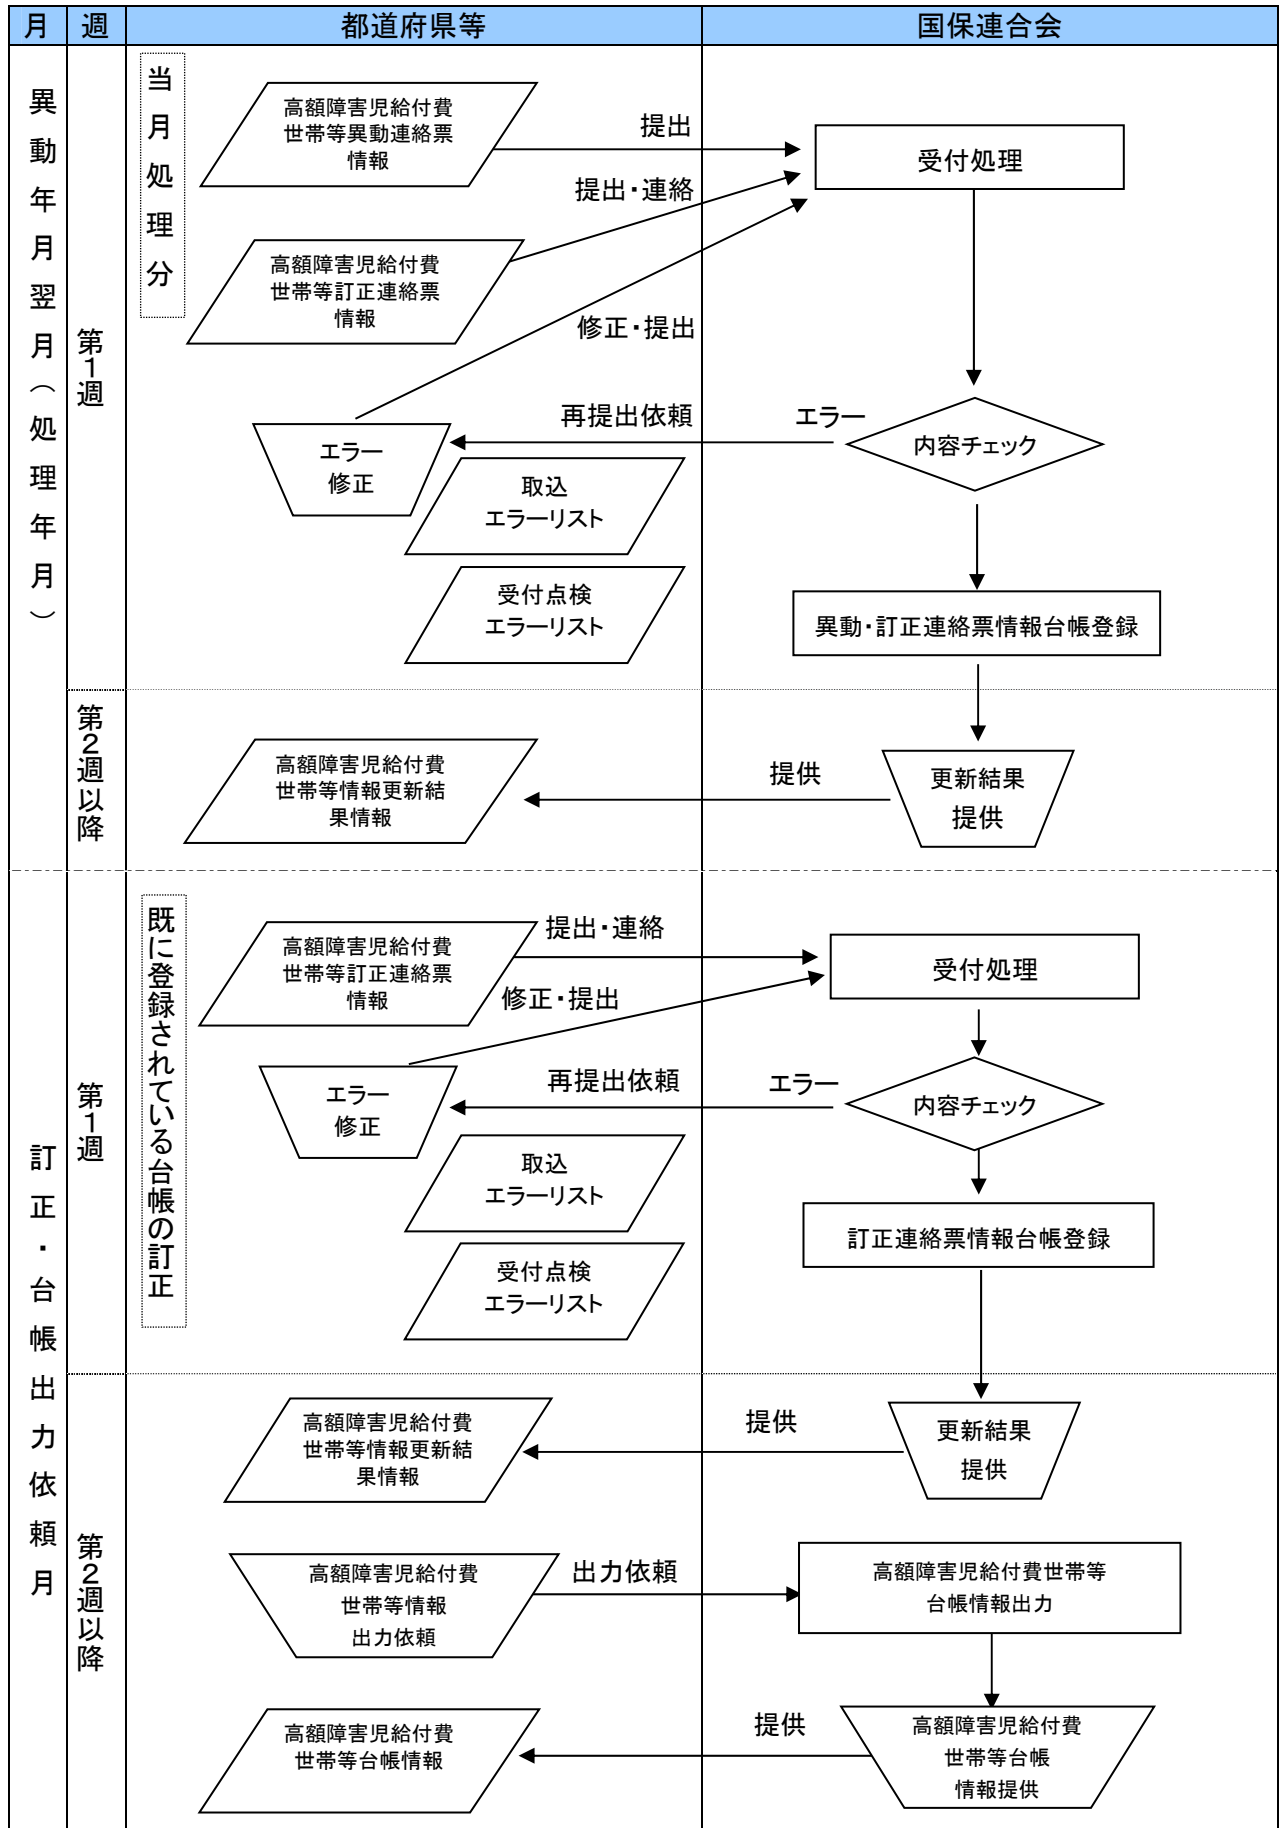 月
週
都道府県等
国保連合会
異動年月翌月（処理年月）
第1週
当月処理分
高額障害児給付費
世帯等異動連絡票
情報
提出
受付処理
提出・連絡
高額障害児給付費
世帯等訂正連絡票
情報
修正・提出
再提出依頼
エラー
内容チェック
エラー
修正
取込
エラーリスト
受付点検
エラーリスト
異動・訂正連絡票情報台帳登録
第2週以降
高額障害児給付費
世帯等情報更新結
果情報
提供
更新結果
提供
訂正・台帳出力依頼月
第1週
既に登録されている台帳の訂正
高額障害児給付費
世帯等訂正連絡票
情報
提出・連絡
受付処理
修正・提出
再提出依頼
エラー
内容チェック
エラー
修正
取込
エラーリスト
受付点検
エラーリスト
訂正連絡票情報台帳登録
第2週以降
高額障害児給付費
世帯等情報更新結
果情報
提供
更新結果
提供
高額障害児給付費
世帯等情報
出力依頼
出力依頼
高額障害児給付費世帯等
台帳情報出力
高額障害児給付費
世帯等台帳情報
提供
高額障害児給付費
世帯等台帳
情報提供